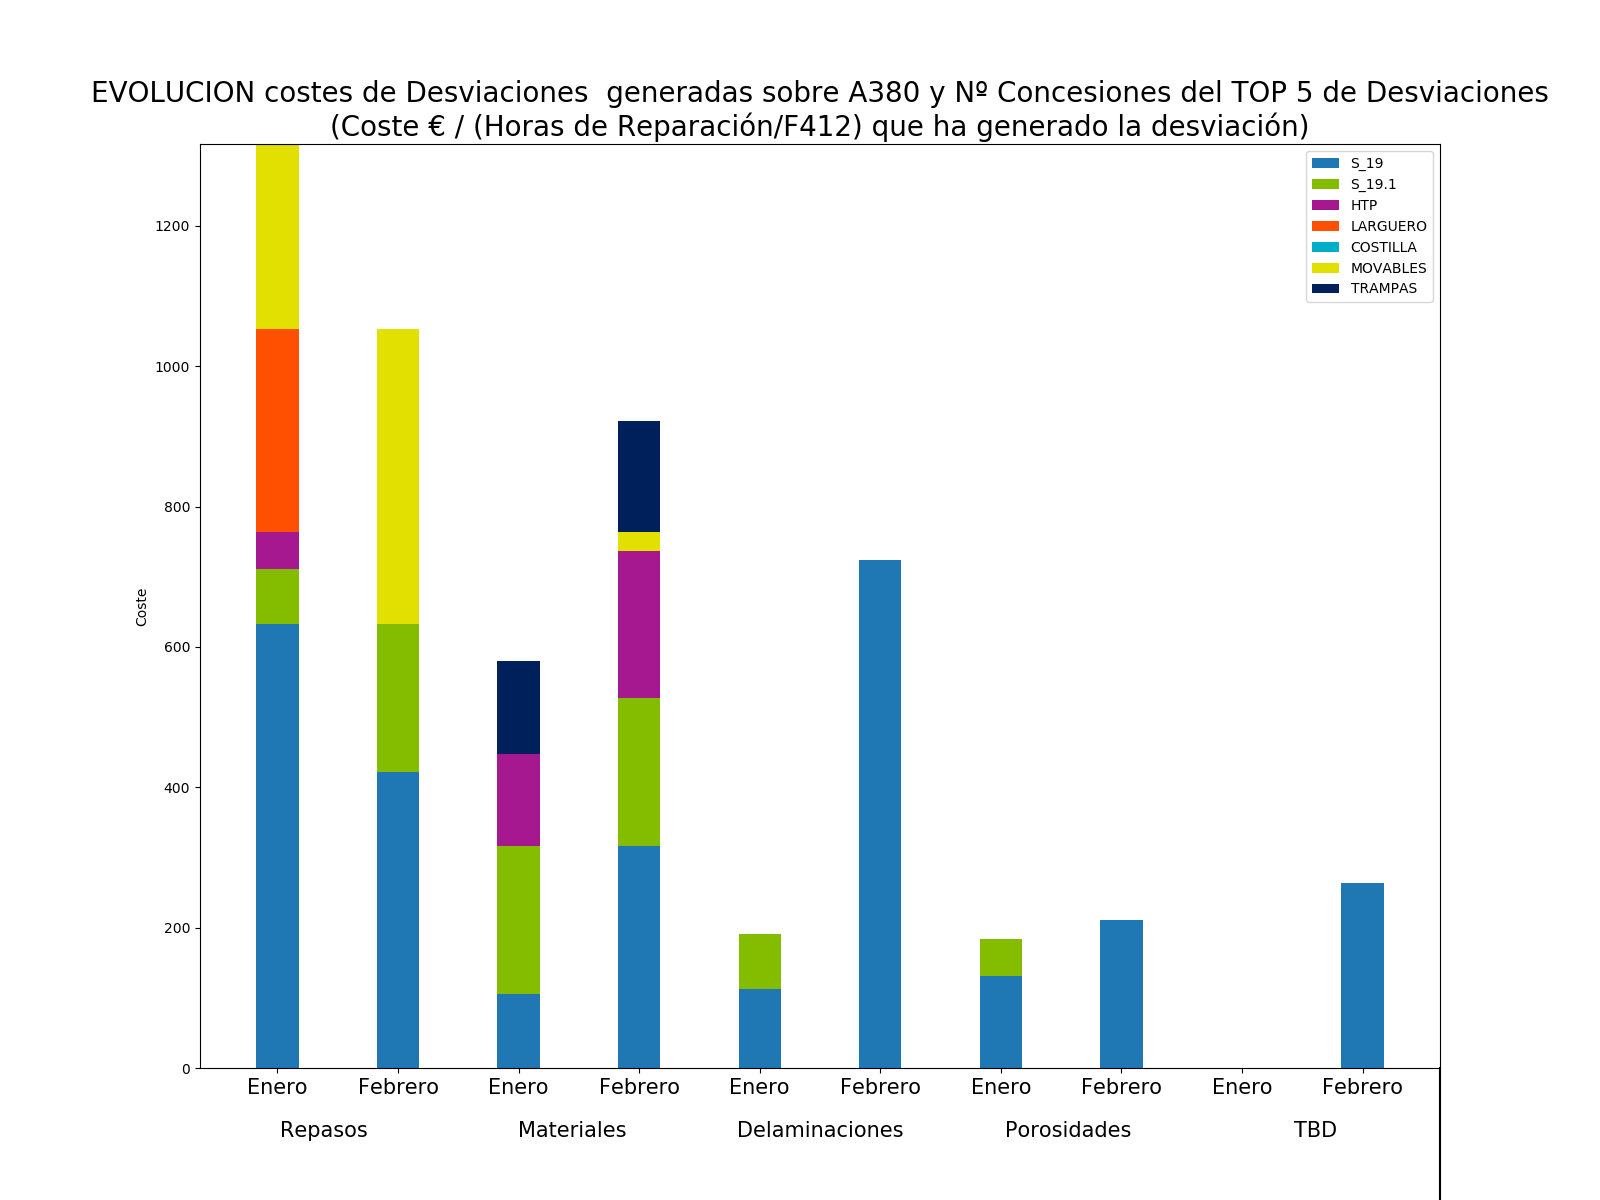 EVOLUCION costes de Desviaciones  generadas sobre A380 y Nº Concesiones del TOP 5 de Desviaciones
(Coste € / (Horas de Reparación/F412) que ha generado la desviación)
S_19
S_19.1
HTP
LARGUERO
COSTILLA
MOVABLES
TRAMPAS
1200
1000
800
600
400
200
0
Coste
Enero Febrero Enero Febrero Enero Febrero Enero Febrero Enero Febrero
Repasos Materiales Delaminaciones Porosidades TBD